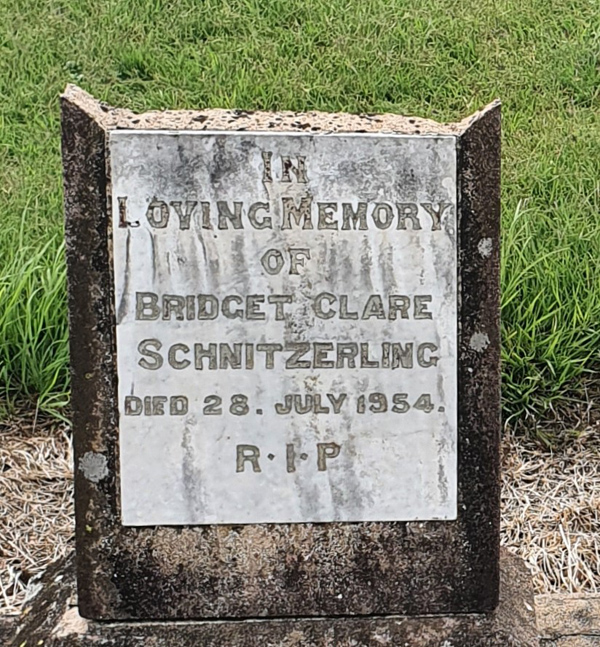 IN
LOVING MEMORY
OF
BRIDGET CLARE
SCHNITZERLING
DIED 28. JULY 1954.
R·I·P